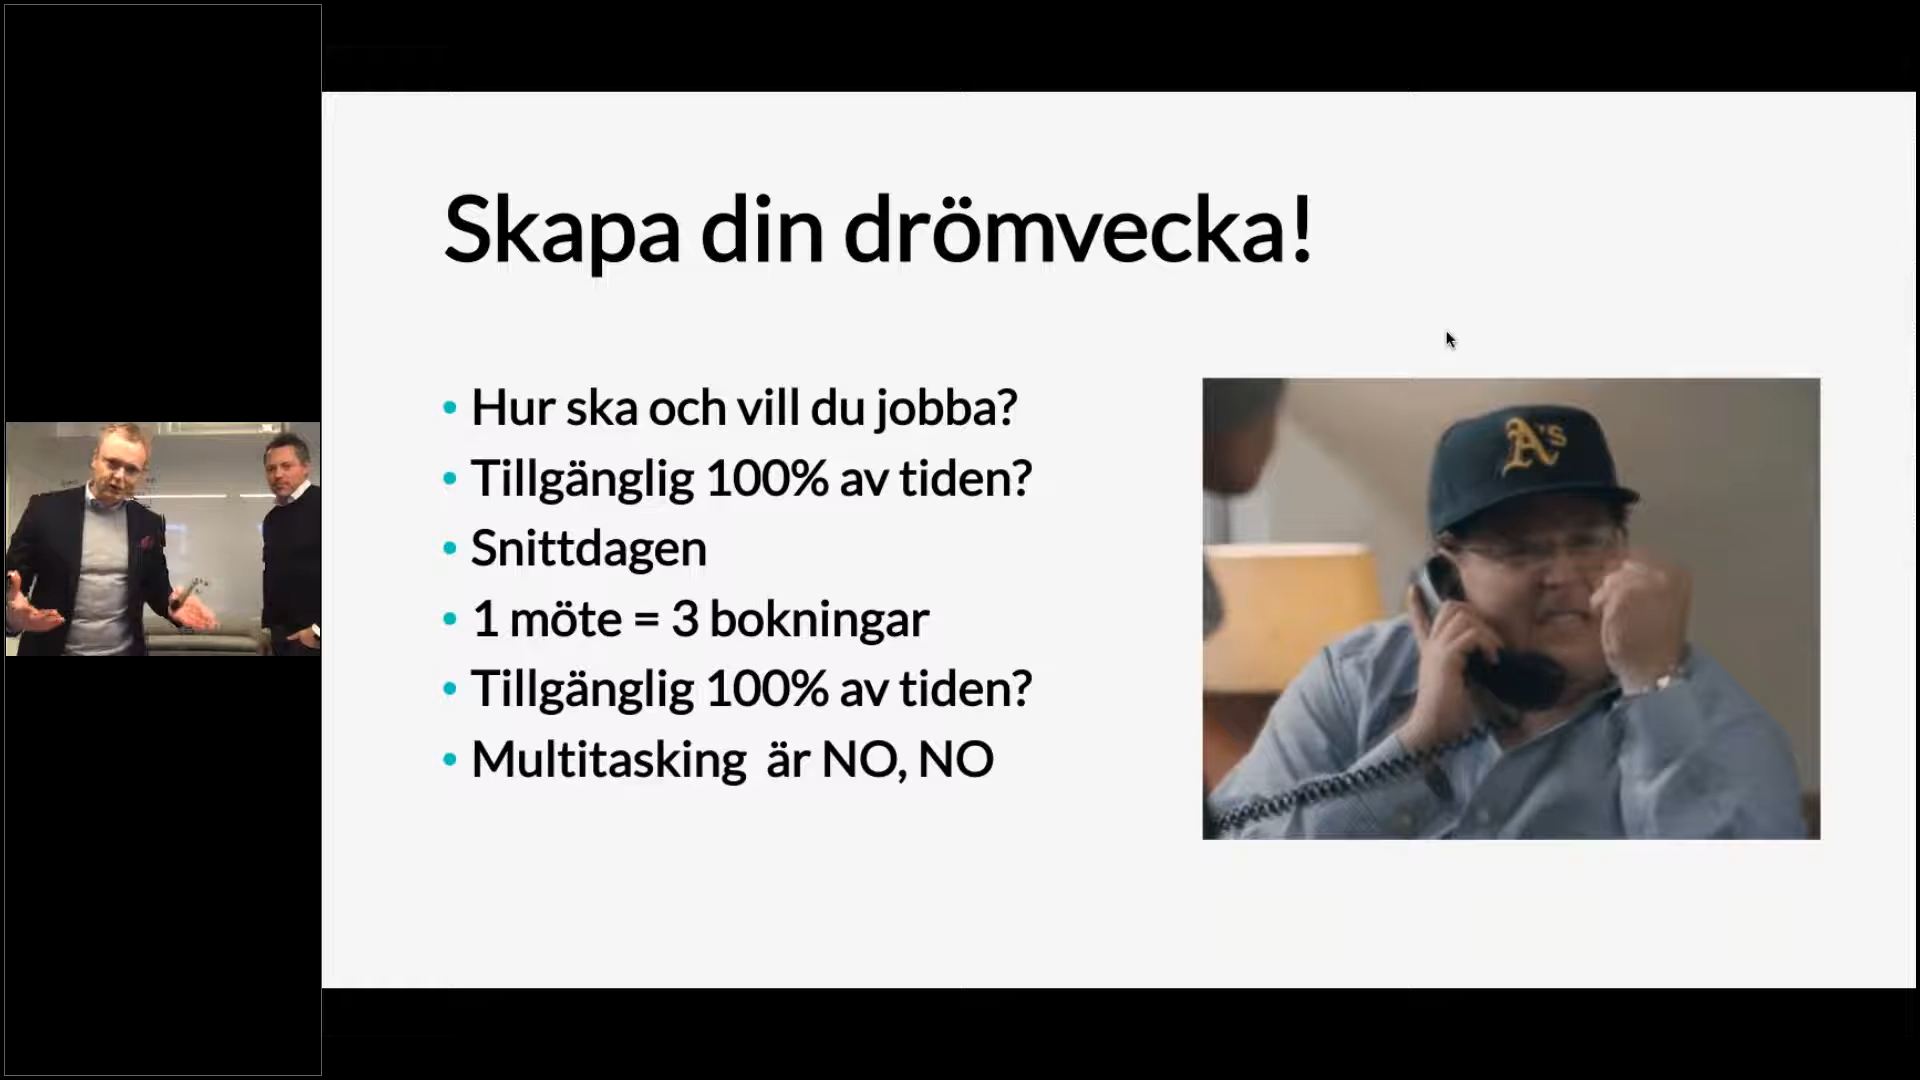 Skapa din drömvecka!
Hur ska och vill du jobba?
Tillgänglig 100% av tiden?
Snittdagen
1 möte = 3 bokningar
Tillgänglig 100% av tiden?
Multitasking är NO, NO
A's